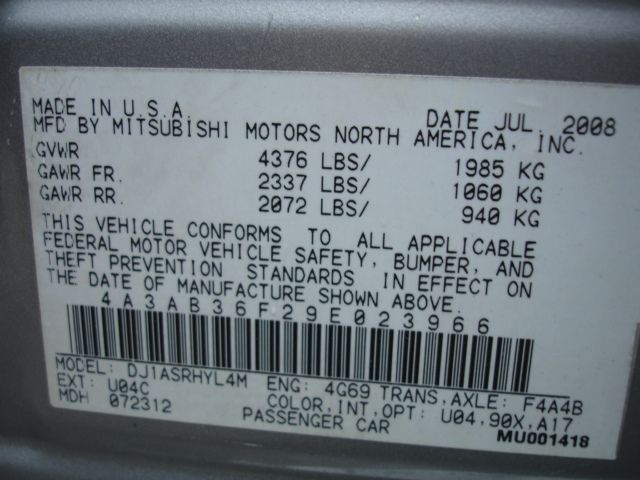 MADE IN U.S.A. DATE JUL. 2008
MFD BY MITSUBISHI MOTORS NORTH AMERICA, INC.
GVWR 4376 LBS/ 1985 KG
GAWR FR. 2337 LBS/ 1060 KG
GAWR RR. 2072 LBS/ 940 KG
THIS VEHICLE CONFORMS TO ALL APPLICABLE
FEDERAL MOTOR VEHICLE SAFETY, BUMPER, AND
THEFT PREVENTION STANDARDS IN EFFECT ON
THE DATE OF MANUFACTURE SHOWN ABOVE.
4A3AB36F29E023966
MODEL: DJ1ASRHYL4M ENG: 4G69 TRANS,AXLE: F4A4B
EXT: U04C COLOR,INT,OPT: U04,90X,A17
MDH 072312 PASSENGER CAR MU001418